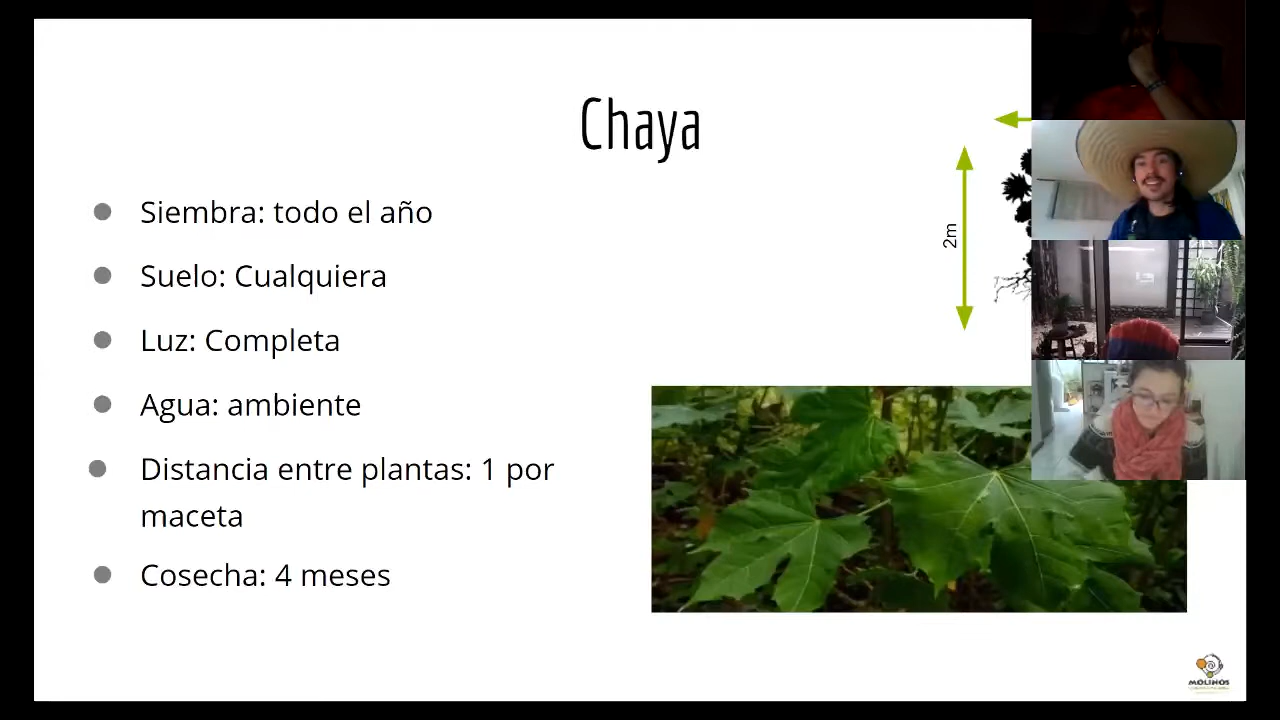 Chaya
Siembra: todo el año
Suelo: Cualquiera
Luz: Completa
Agua: ambiente
Distancia entre plantas: 1 por
maceta
Cosecha: 4 meses
2m
MOLINOS